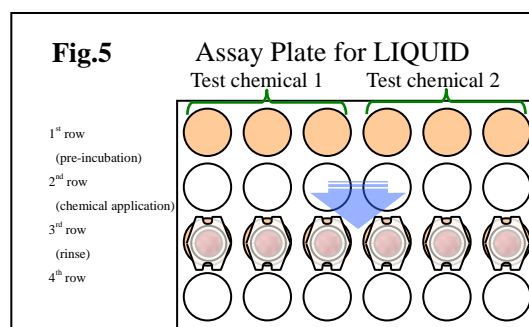 Fig.5 Assay Plate for LIQUID
Test chemical 1 Test chemical 2
1st row
(pre-incubation)
2nd row
(chemical application)
3rd row
(rinse)
4th row